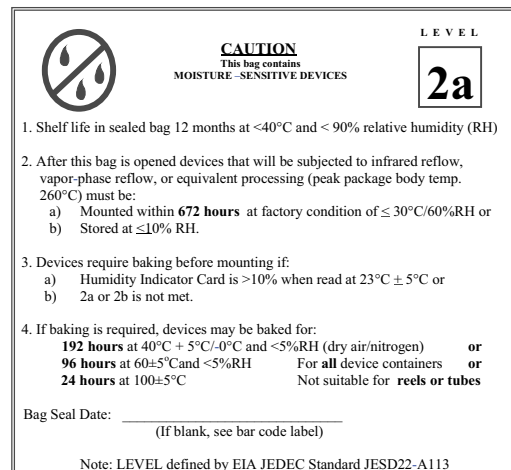 LEVEL
CAUTION
This bag contains
MOISTURE –SENSITIVE DEVICES
2a
1. Shelf life in sealed bag 12 months at <40°C and < 90% relative humidity (RH)
2. After this bag is opened devices that will be subjected to infrared reflow,
vapor-phase reflow, or equivalent processing (peak package body temp.
260°C) must be:
a) Mounted within 672 hours at factory condition of ≤ 30°C/60%RH or
b) Stored at ≤10% RH.
3. Devices require baking before mounting if:
a) Humidity Indicator Card is >10% when read at 23°C ± 5°C or
b) 2a or 2b is not met.
4. If baking is required, devices may be baked for:
192 hours at 40°C + 5°C/-0°C and <5%RH (dry air/nitrogen) or
96 hours at 60±5°Cand <5%RH For all device containers or
24 hours at 100±5°C Not suitable for reels or tubes
Bag Seal Date: ______________________________
(If blank, see bar code label)
Note: LEVEL defined by EIA JEDEC Standard JESD22-A113